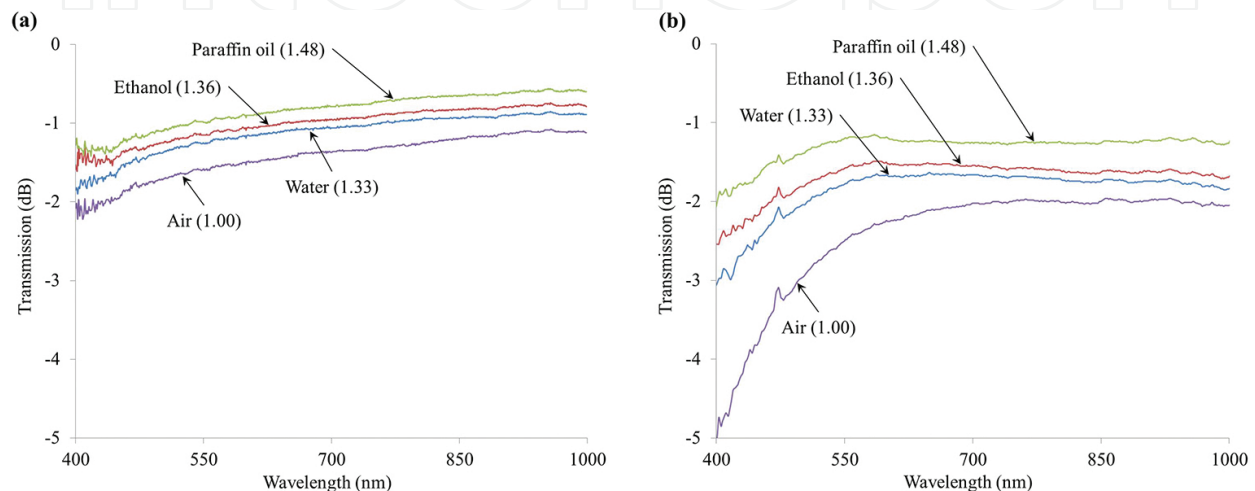 (a)
0
-1
-2
-3
-4
-5
Transmission (dB)
400
550
700
850
1000
Wavelength (nm)
Paraffin oil (1.48)
Ethanol (1.36)
Water (1.33)
Air (1.00)
(b)
0
-1
-2
-3
-4
-5
Transmission (dB)
400
550
700
850
1000
Wavelength (nm)
Paraffin oil (1.48)
Ethanol (1.36)
Water (1.33)
Air (1.00)